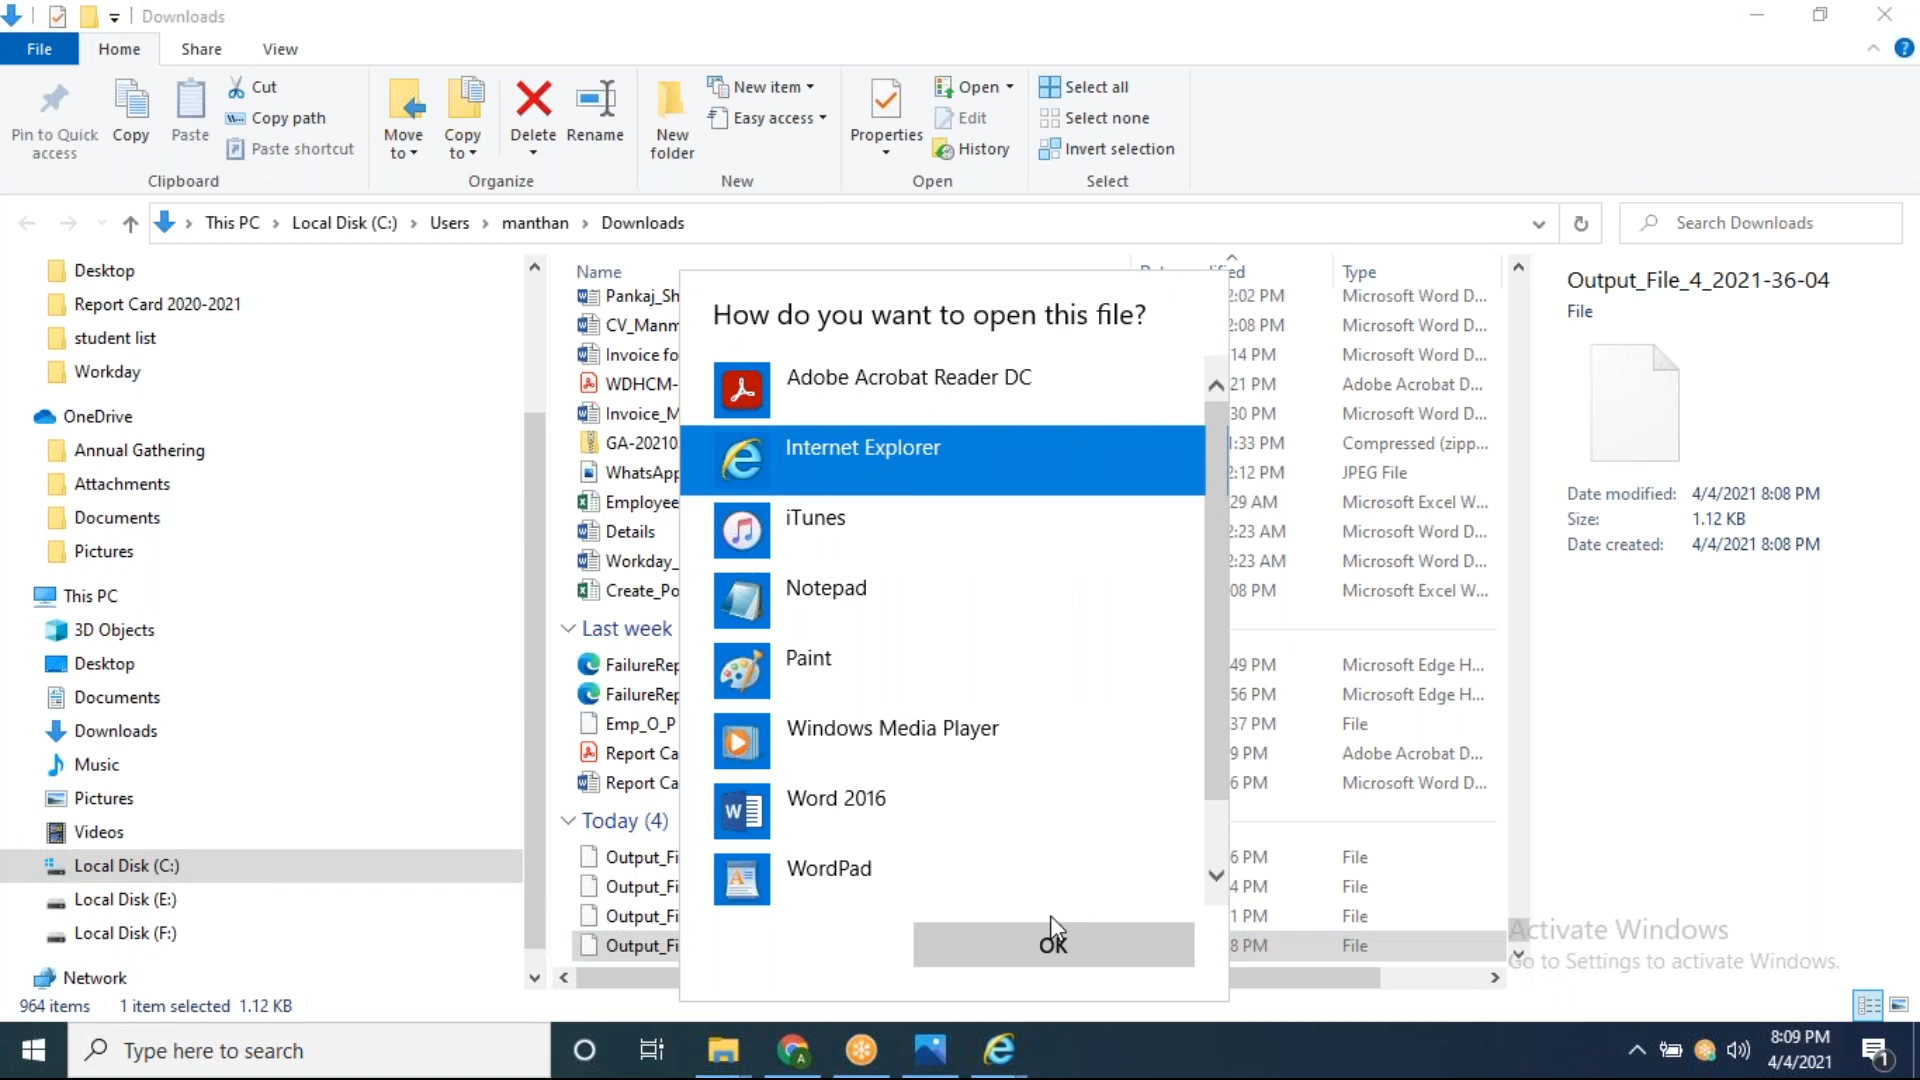 Downloads
File Home Share View
Pin to Quick access
Copy
Paste
Cut
Copy path
Paste shortcut
Clipboard
Move to
Copy to
Delete
Rename
Organize
New folder
New item
Easy access
New
Properties
Open
Edit
History
Open
Select all
Select none
Invert selection
Select
This PC Local Disk (C:) Users manthan Downloads
Search Downloads
Desktop
Report Card 2020-2021
student list
Workday
OneDrive
Annual Gathering
Attachments
Documents
Pictures
This PC
3D Objects
Desktop
Documents
Downloads
Music
Pictures
Videos
Local Disk (C:)
Local Disk (E:)
Local Disk (F:)
Network
Name Type
Pankaj_Sh 2:02 PM Microsoft Word D...
CV_Manm 2:08 PM Microsoft Word D...
Invoice fo 14 PM Microsoft Word D...
WDHCM- 21 PM Adobe Acrobat D...
Invoice_M 30 PM Microsoft Word D...
GA-20210 1:33 PM Compressed (zipp...
WhatsApp 2:12 PM JPEG File
Employee 29 AM Microsoft Excel W...
Details 2:23 AM Microsoft Word D...
Workday_ 2:23 AM Microsoft Word D...
Create_Po 08 PM Microsoft Excel W...
Last week
FailureRep 49 PM Microsoft Edge H...
FailureRep 56 PM Microsoft Edge H...
Emp_O_P 37 PM File
Report Ca 9 PM Adobe Acrobat D...
Report Ca 6 PM Microsoft Word D...
Today (4)
Output_Fi 6 PM File
Output_Fi 4 PM File
Output_Fi 1 PM File
Output_Fi 8 PM File
How do you want to open this file?
Adobe Acrobat Reader DC
Internet Explorer
iTunes
Notepad
Paint
Windows Media Player
Word 2016
WordPad
OK
Output_File_4_2021-36-04
File
Date modified: 4/4/2021 8:08 PM
Size: 1.12 KB
Date created: 4/4/2021 8:08 PM
Activate Windows
Go to Settings to activate Windows.
964 items 1 item selected 1.12 KB
Type here to search
8:09 PM
4/4/2021
1